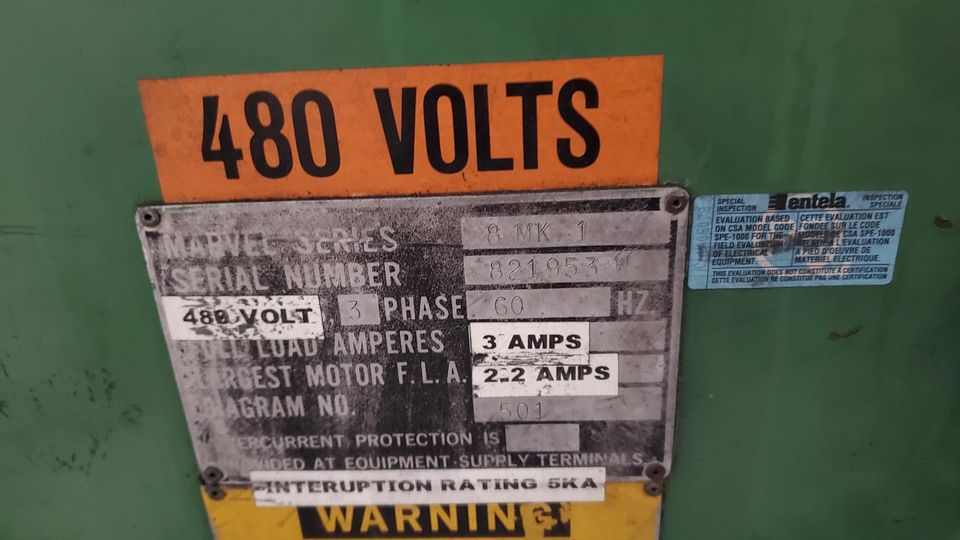 480 VOLTS
MARVEL SERIES 8 MK 1
SERIAL NUMBER 821953 W
480 VOLT, 3 PHASE 60 HZ.
FULL LOAD AMPERES 3 AMPS
LARGEST MOTOR F.L.A. 2.2 AMPS
DIAGRAM NO. 501
OVERCURRENT PROTECTION IS
PROVIDED AT EQUIPMENT-SUPPLY TERMINALS.
INTERUPTION RATING 5KA
WARNING
SPECIAL INSPECTION
entela
INSPECTION SPECIALE
EVALUATION BASED
ON CSA MODEL CODE
SPE-1000 FOR THE
FIELD EVALUATION
OF ELECTRICAL
EQUIPMENT.
CETTE EVALUATION EST
FONDEE SUR LE CODE
MODELE DE CSA SPE-1000
RELATIF A L'EVALUATION
A PIED D'OEUVRE DE
MATERIEL ELECTRIQUE.
THIS EVALUATION DOES NOT CONSTITUTE A CERTIFICATION
CETTE EVALUATION NE CONSTITUE PAS UNE CERTIFICATION